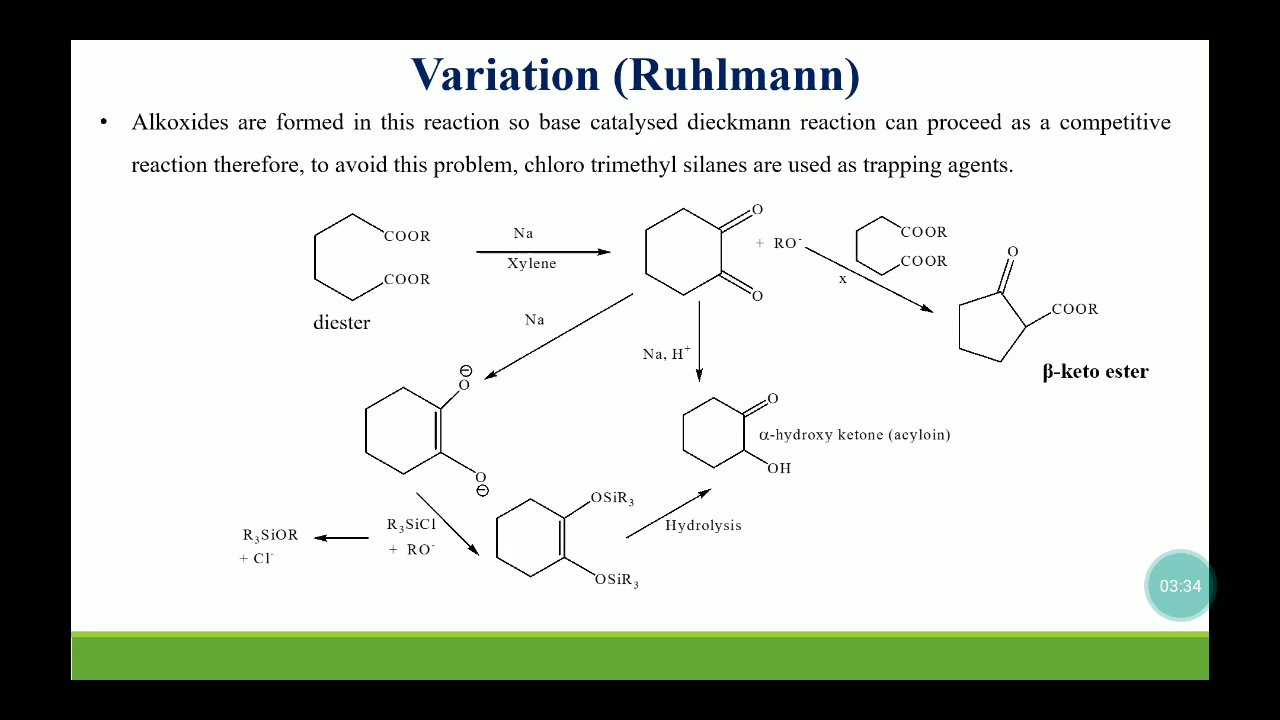 Variation (Ruhlmann)
• Alkoxides are formed in this reaction so base catalysed dieckmann reaction can proceed as a competitive
reaction therefore, to avoid this problem, chloro trimethyl silanes are used as trapping agents.
COOR
COOR
diester
Na
Xylene
O
O
+ RO⁻
COOR
COOR
x
O
COOR
β-keto ester
Na
Na, H⁺
⊖
O
O
⊖
O
OH
α-hydroxy ketone (acyloin)
R₃SiCl
+ RO⁻
R₃SiOR
+ Cl⁻
OSiR₃
OSiR₃
Hydrolysis
03:34